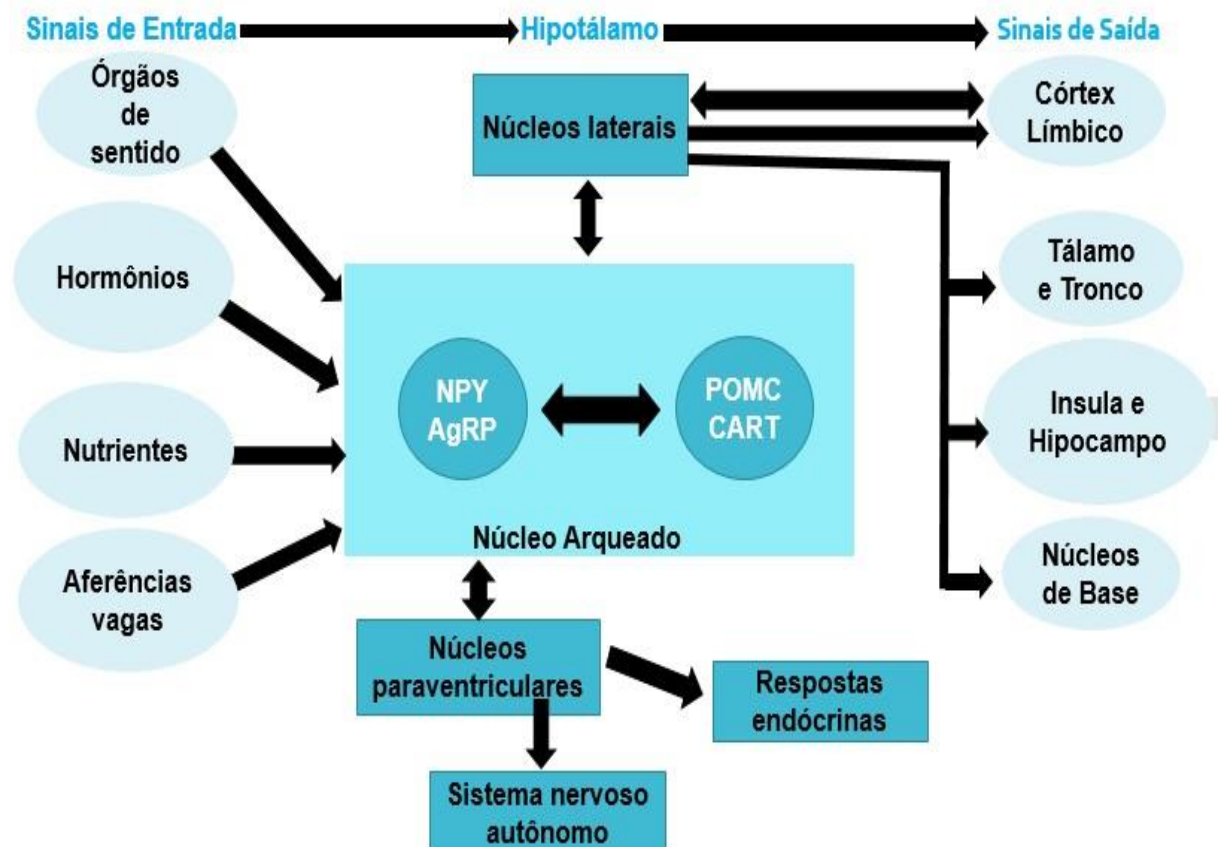 Sinais de Entrada
Hipotálamo
Sinais de Saída
Órgãos
de
sentido
Hormônios
Nutrientes
Aferências
vagas
Núcleos laterais
NPY
AgRP
POMC
CART
Núcleo Arqueado
Núcleos
paraventriculares
Respostas
endócrinas
Sistema nervoso
autônomo
Córtex
Límbico
Tálamo
e Tronco
Insula e
Hipocampo
Núcleos
de Base